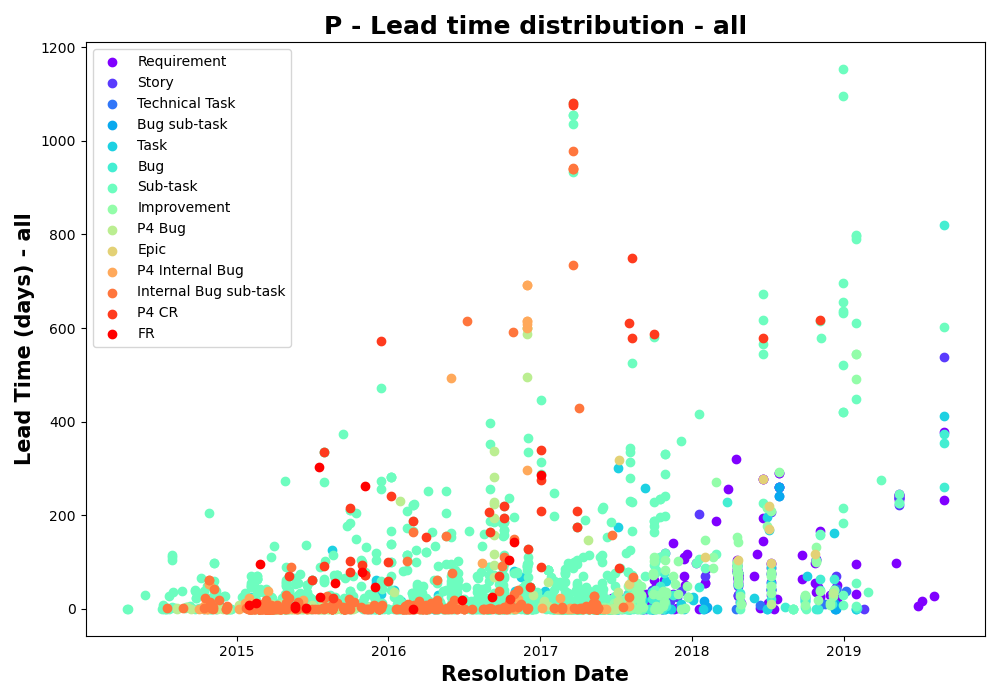 P - Lead time distribution - all
1200
1000
800
600
400
200
0
Lead Time (days) - all
Requirement
Story
Technical Task
Bug sub-task
Task
Bug
Sub-task
Improvement
P4 Bug
Epic
P4 Internal Bug
Internal Bug sub-task
P4 CR
FR
2015
2016
2017
2018
2019
Resolution Date